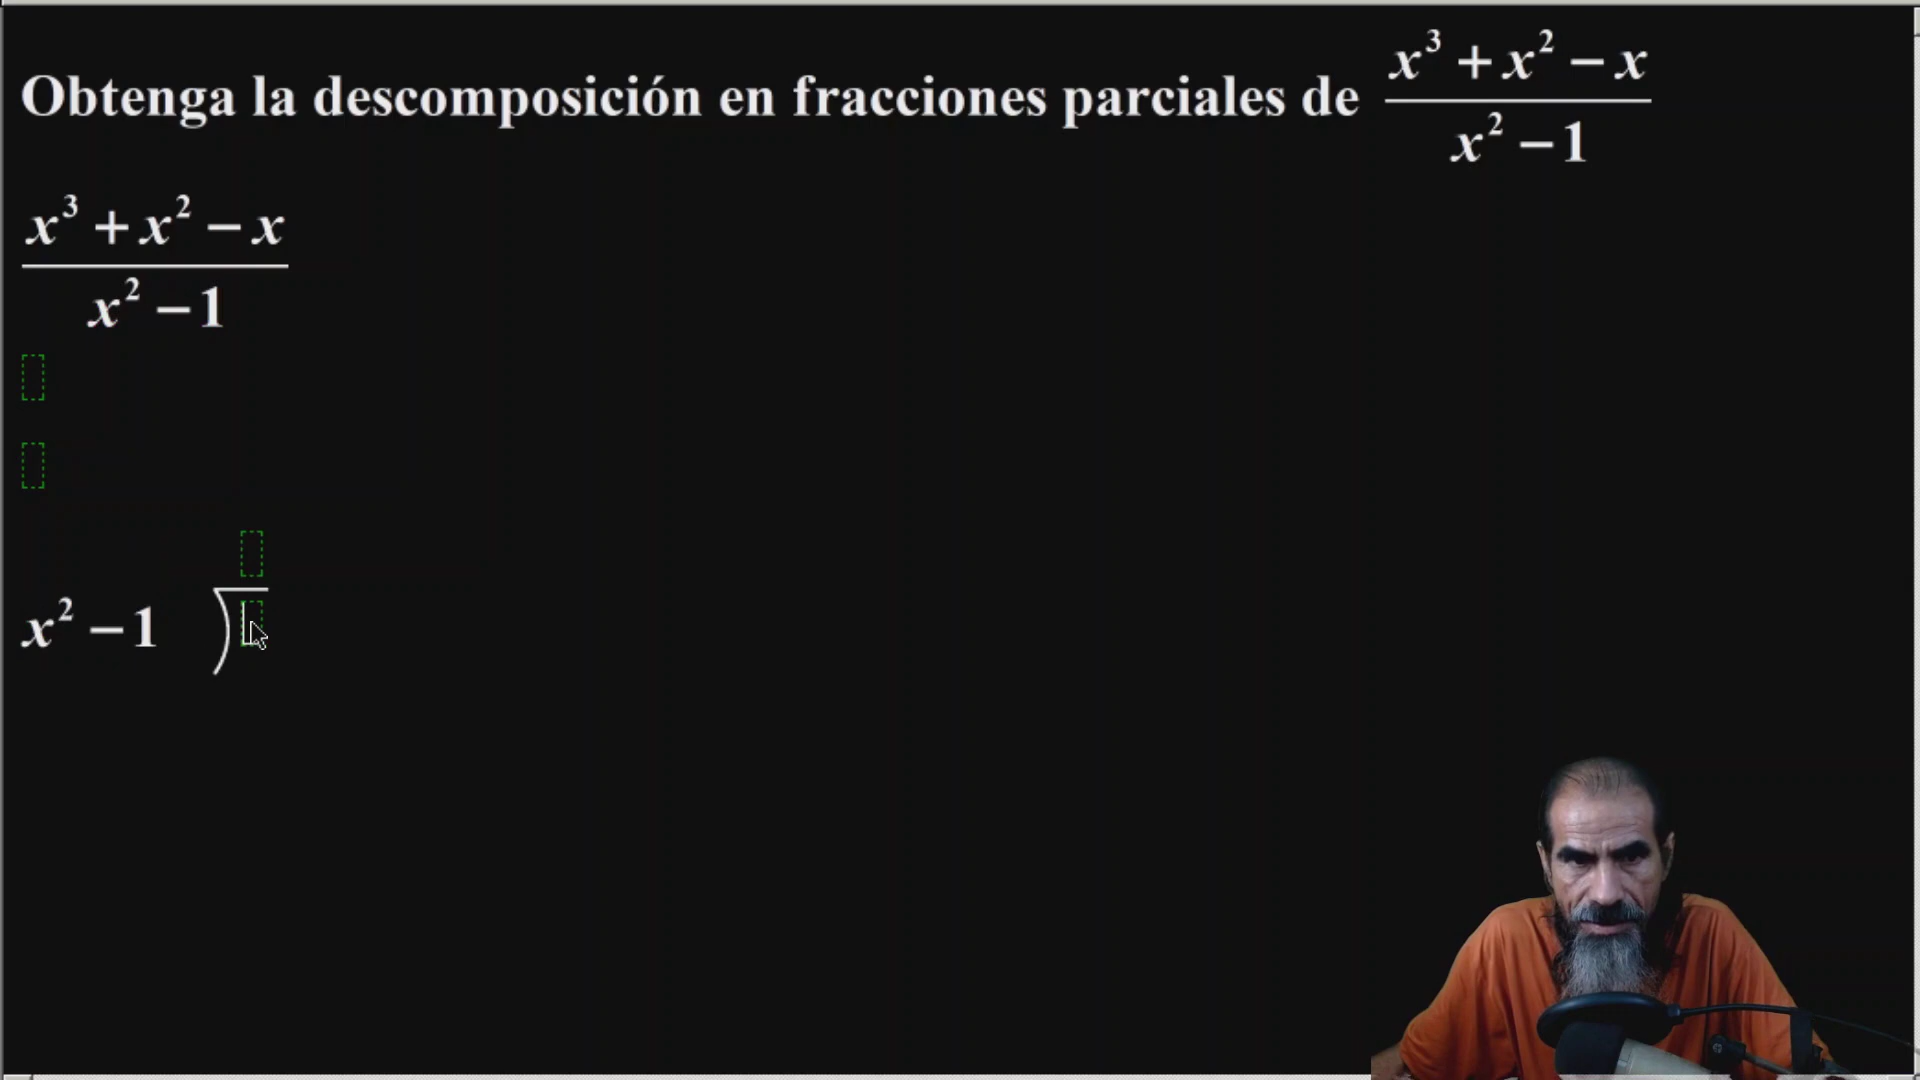 Obtenga la descomposición en fracciones parciales de (x³ + x² − x)/(x² − 1)
(x³ + x² − x)/(x² − 1)
x² − 1